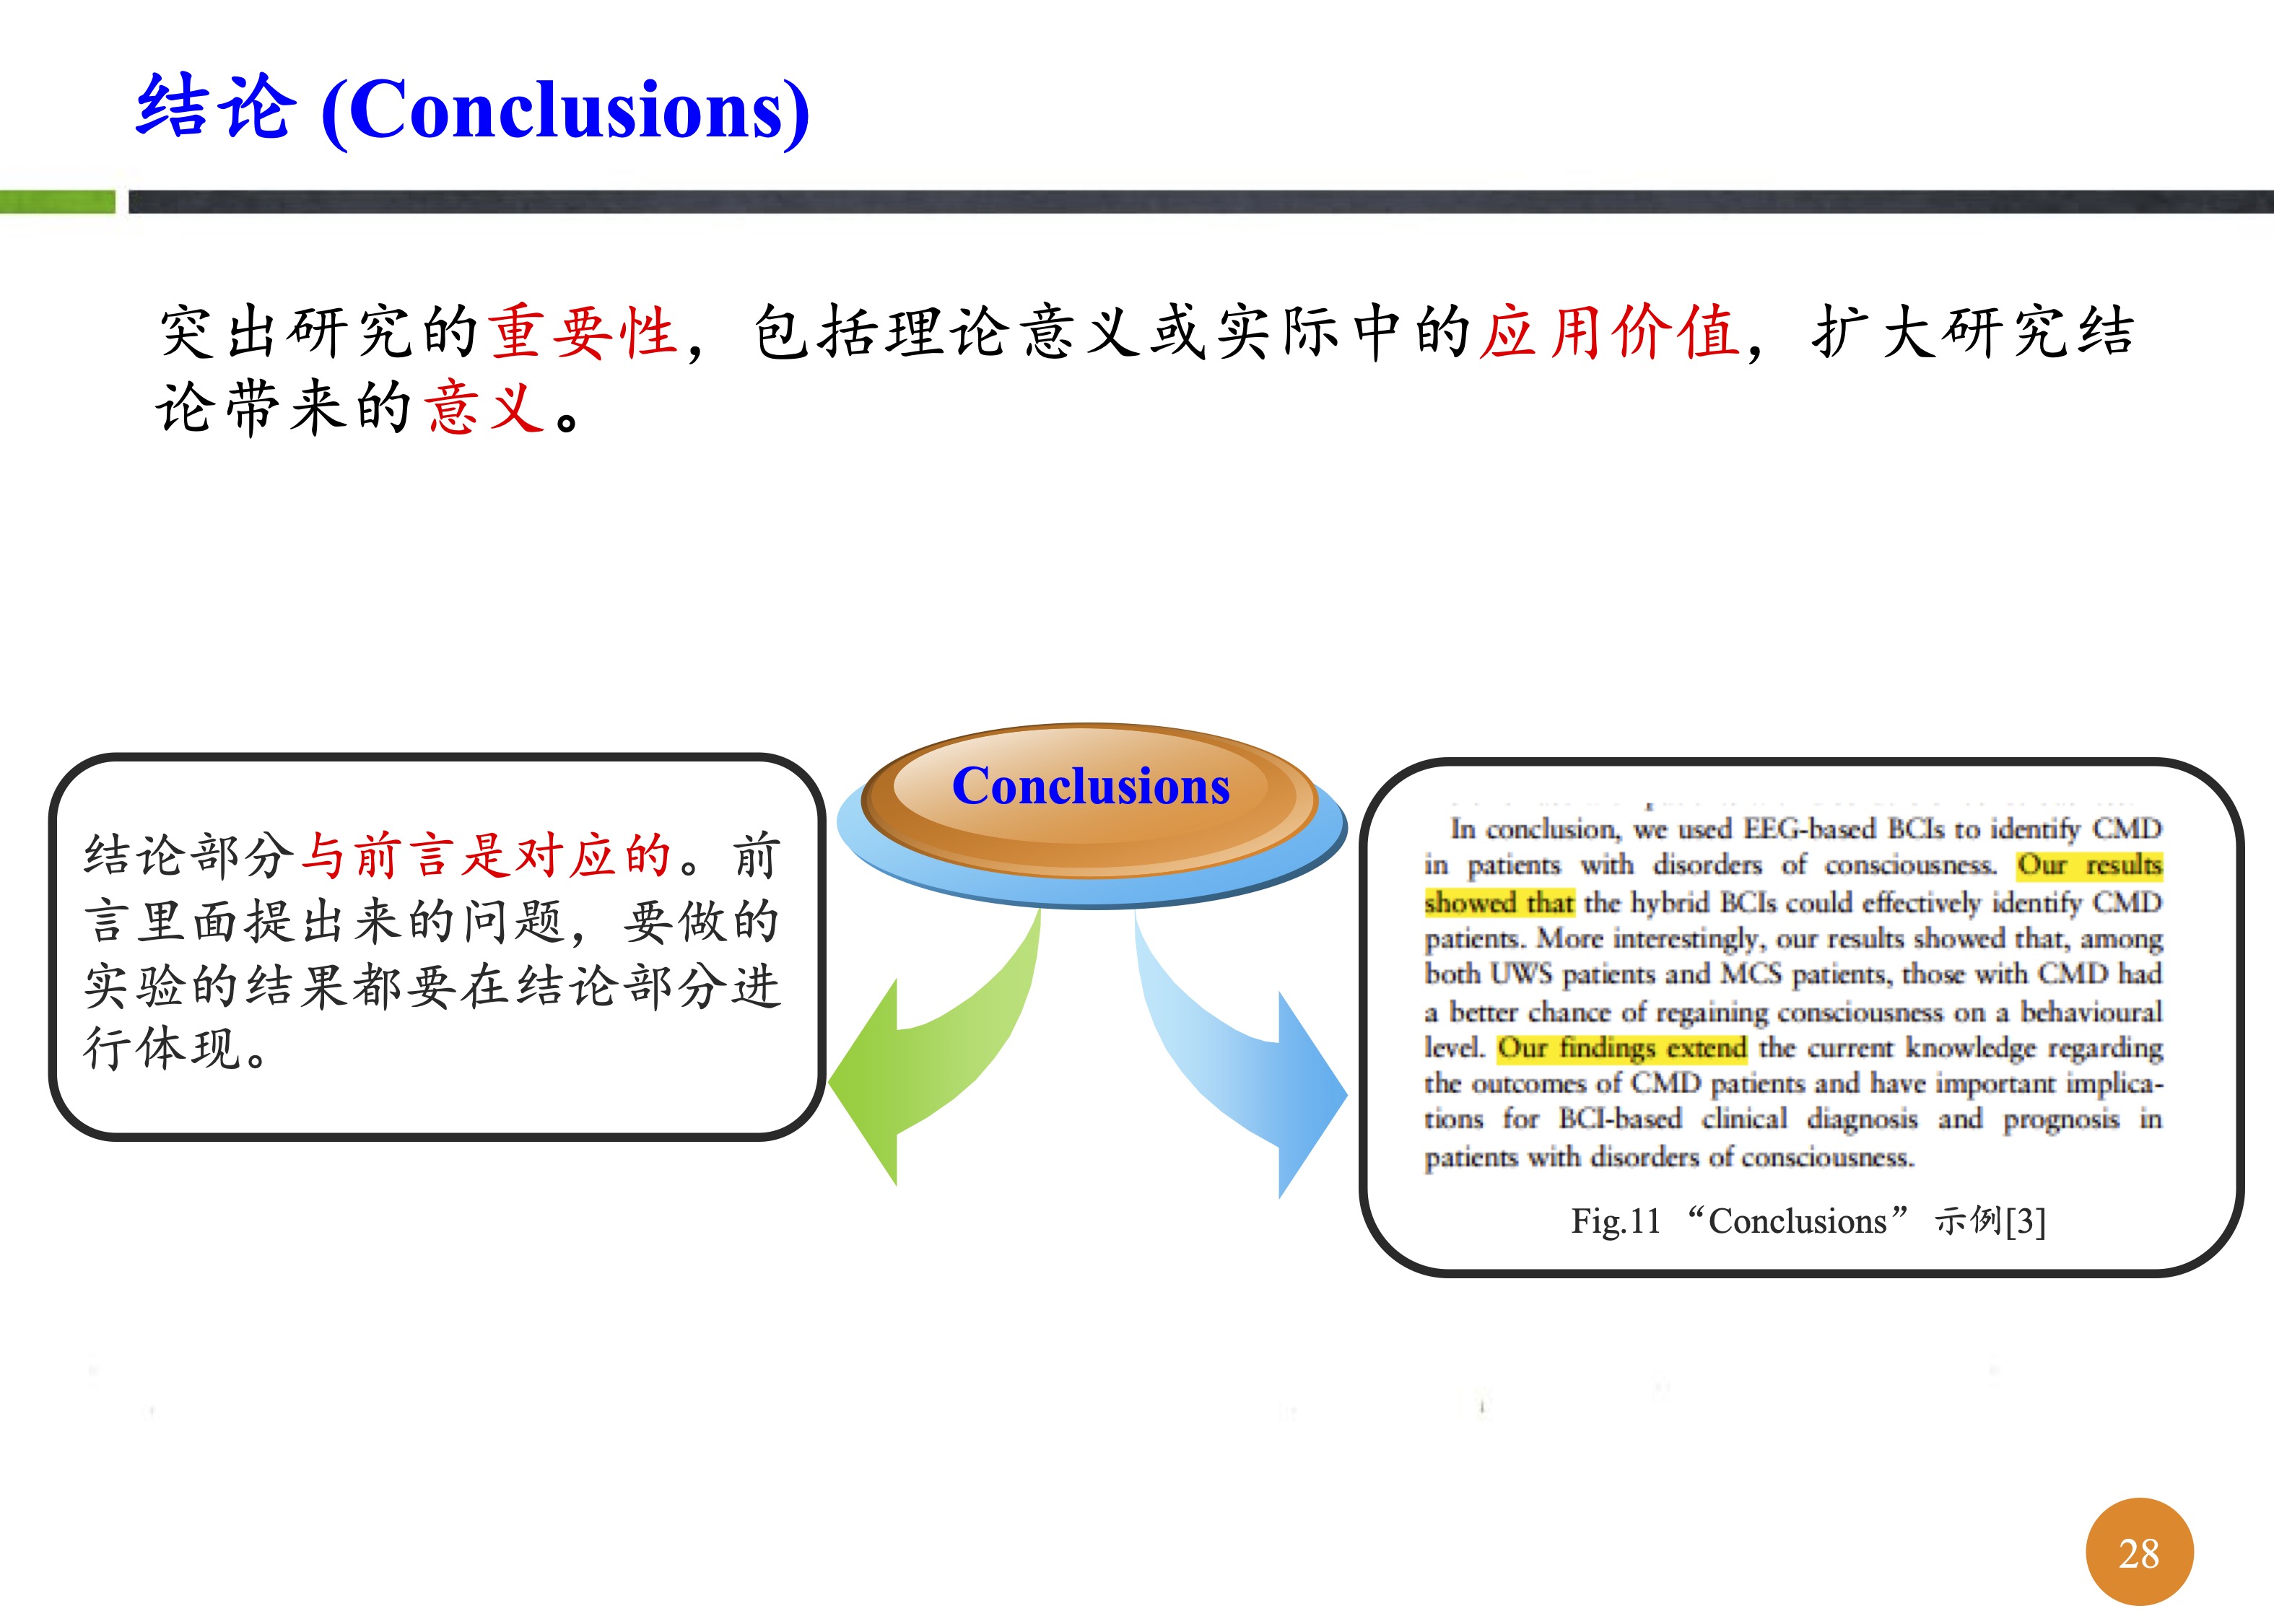 结论 (Conclusions)
突出研究的重要性，包括理论意义或实际中的应用价值，扩大研究结
论带来的意义。
结论部分与前言是对应的。前
言里面提出来的问题，要做的
实验的结果都要在结论部分进
行体现。
Conclusions
In conclusion, we used EEG-based BCIs to identify CMD
in patients with disorders of consciousness. Our results
showed that the hybrid BCIs could effectively identify CMD
patients. More interestingly, our results showed that, among
both UWS patients and MCS patients, those with CMD had
a better chance of regaining consciousness on a behavioural
level. Our findings extend the current knowledge regarding
the outcomes of CMD patients and have important implica-
tions for BCI-based clinical diagnosis and prognosis in
patients with disorders of consciousness.
Fig.11 “Conclusions” 示例[3]
28